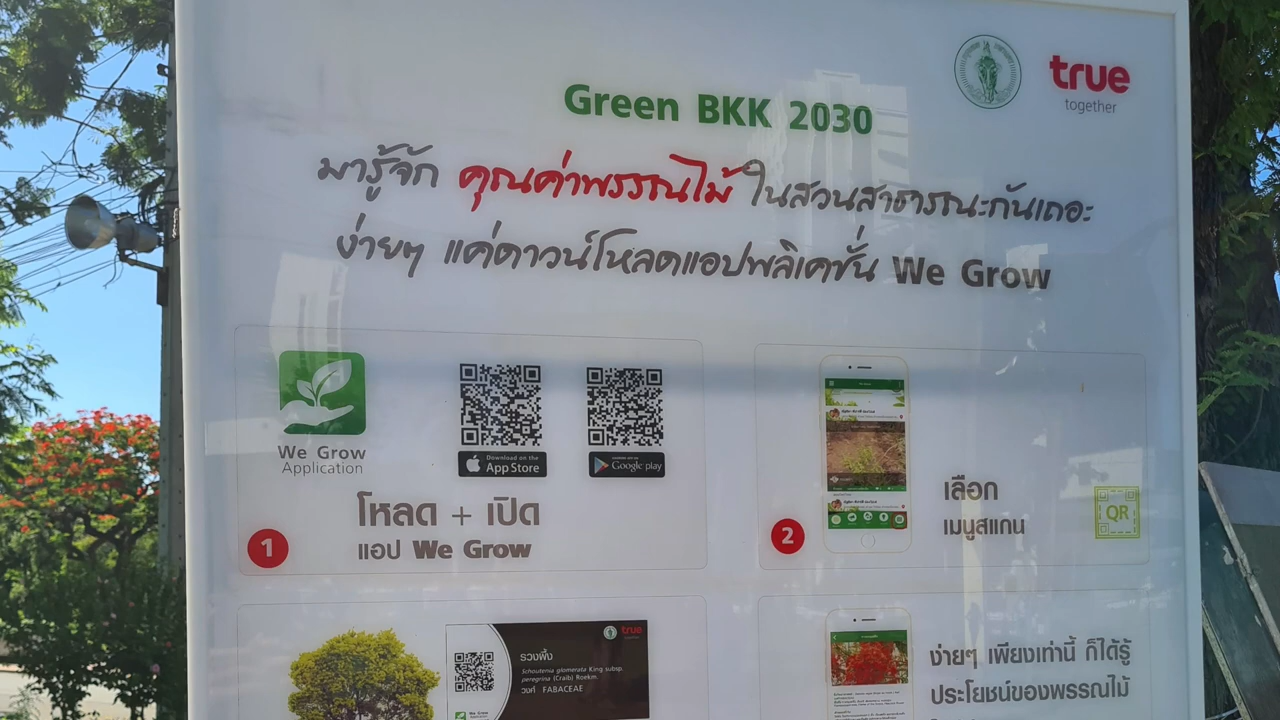 true
together
Green BKK 2030
มารู้จัก คุณค่าพรรณไม้ ในสวนสาธารณะกันเถอะ
ง่ายๆ แค่ดาวน์โหลดแอปพลิเคชั่น We Grow
We Grow
Application
Download on the
App Store
Google play
โหลด + เปิด
แอป We Grow
1
2
เลือก
เมนูสแกน
QR
true
together
รวงผึ้ง
Schoutenia glomerata King subsp.
peregrina (Craib) Roekm.
วงศ์ FABACEAE
We Grow
Application
ง่ายๆ เพียงเท่านี้ ก็ได้รู้
ประโยชน์ของพรรณไม้